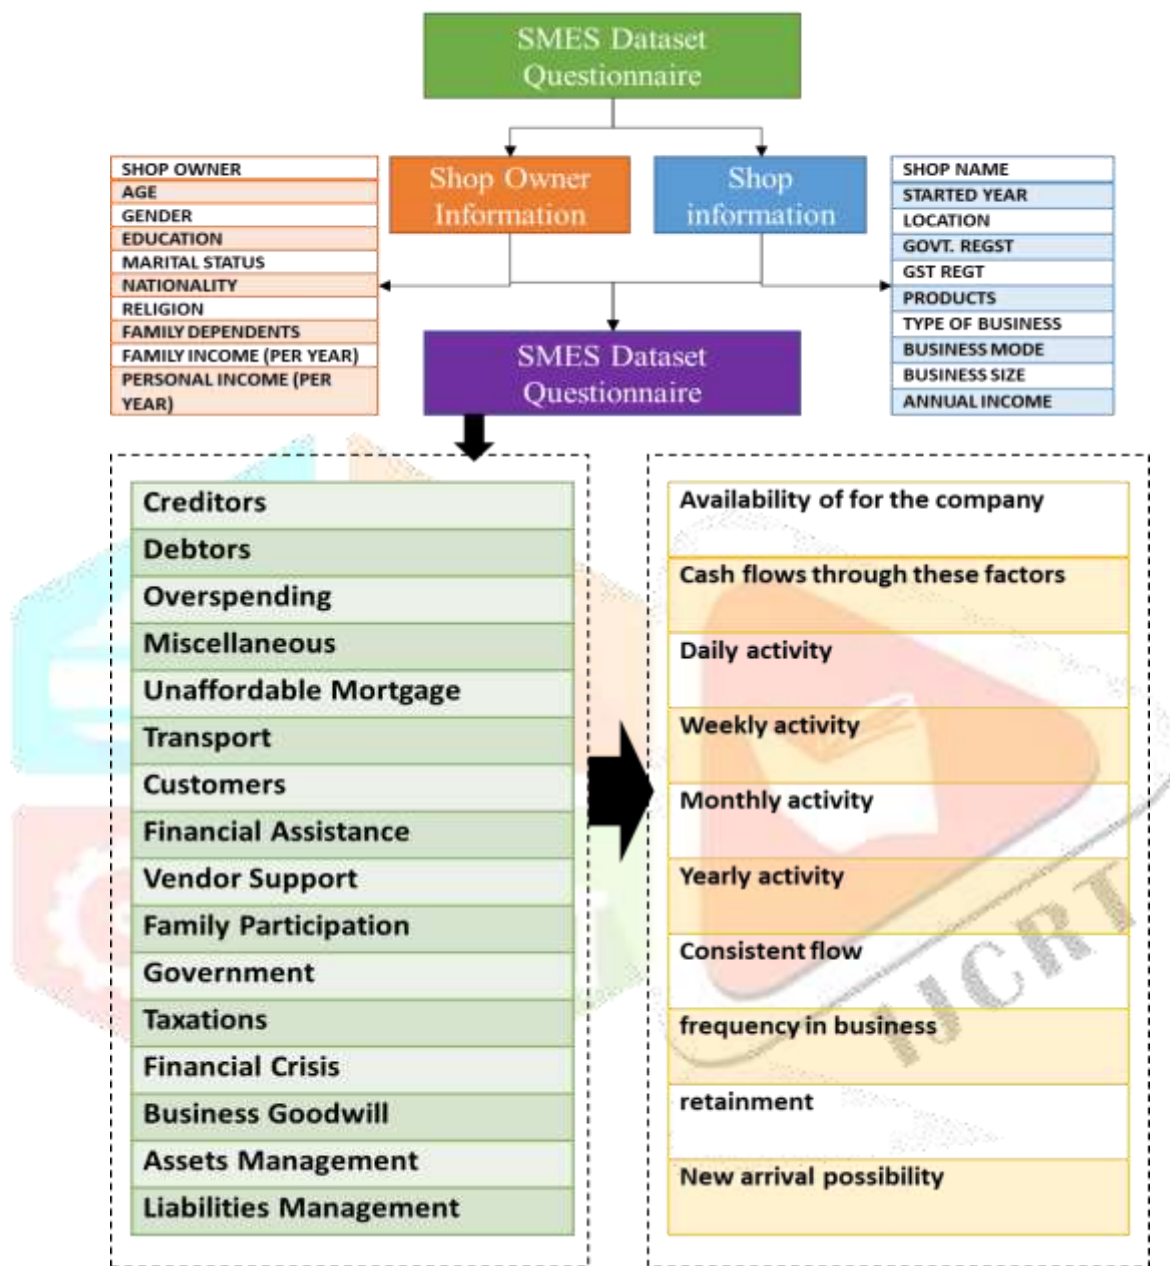 SMES Dataset
Questionnaire
SHOP OWNER
AGE
GENDER
EDUCATION
MARITAL STATUS
NATIONALITY
RELIGION
FAMILY DEPENDENTS
FAMILY INCOME (PER YEAR)
PERSONAL INCOME (PER
YEAR)
Shop Owner
Information
Shop
information
SHOP NAME
STARTED YEAR
LOCATION
GOVT. REGST
GST REGT
PRODUCTS
TYPE OF BUSINESS
BUSINESS MODE
BUSINESS SIZE
ANNUAL INCOME
SMES Dataset
Questionnaire
Creditors
Debtors
Overspending
Miscellaneous
Unaffordable Mortgage
Transport
Customers
Financial Assistance
Vendor Support
Family Participation
Government
Taxations
Financial Crisis
Business Goodwill
Assets Management
Liabilities Management
Availability of for the company
Cash flows through these factors
Daily activity
Weekly activity
Monthly activity
Yearly activity
Consistent flow
frequency in business
retainment
New arrival possibility
IJCRT